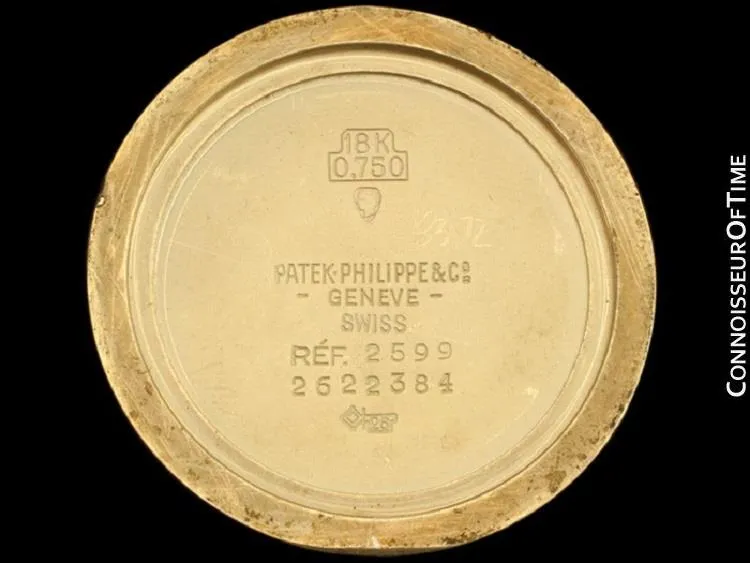 18K
0,750
PATEK·PHILIPPE & Cº
- GENEVE -
SWISS
RÉF. 2599
2622384
CONNOISSEUROFTIME